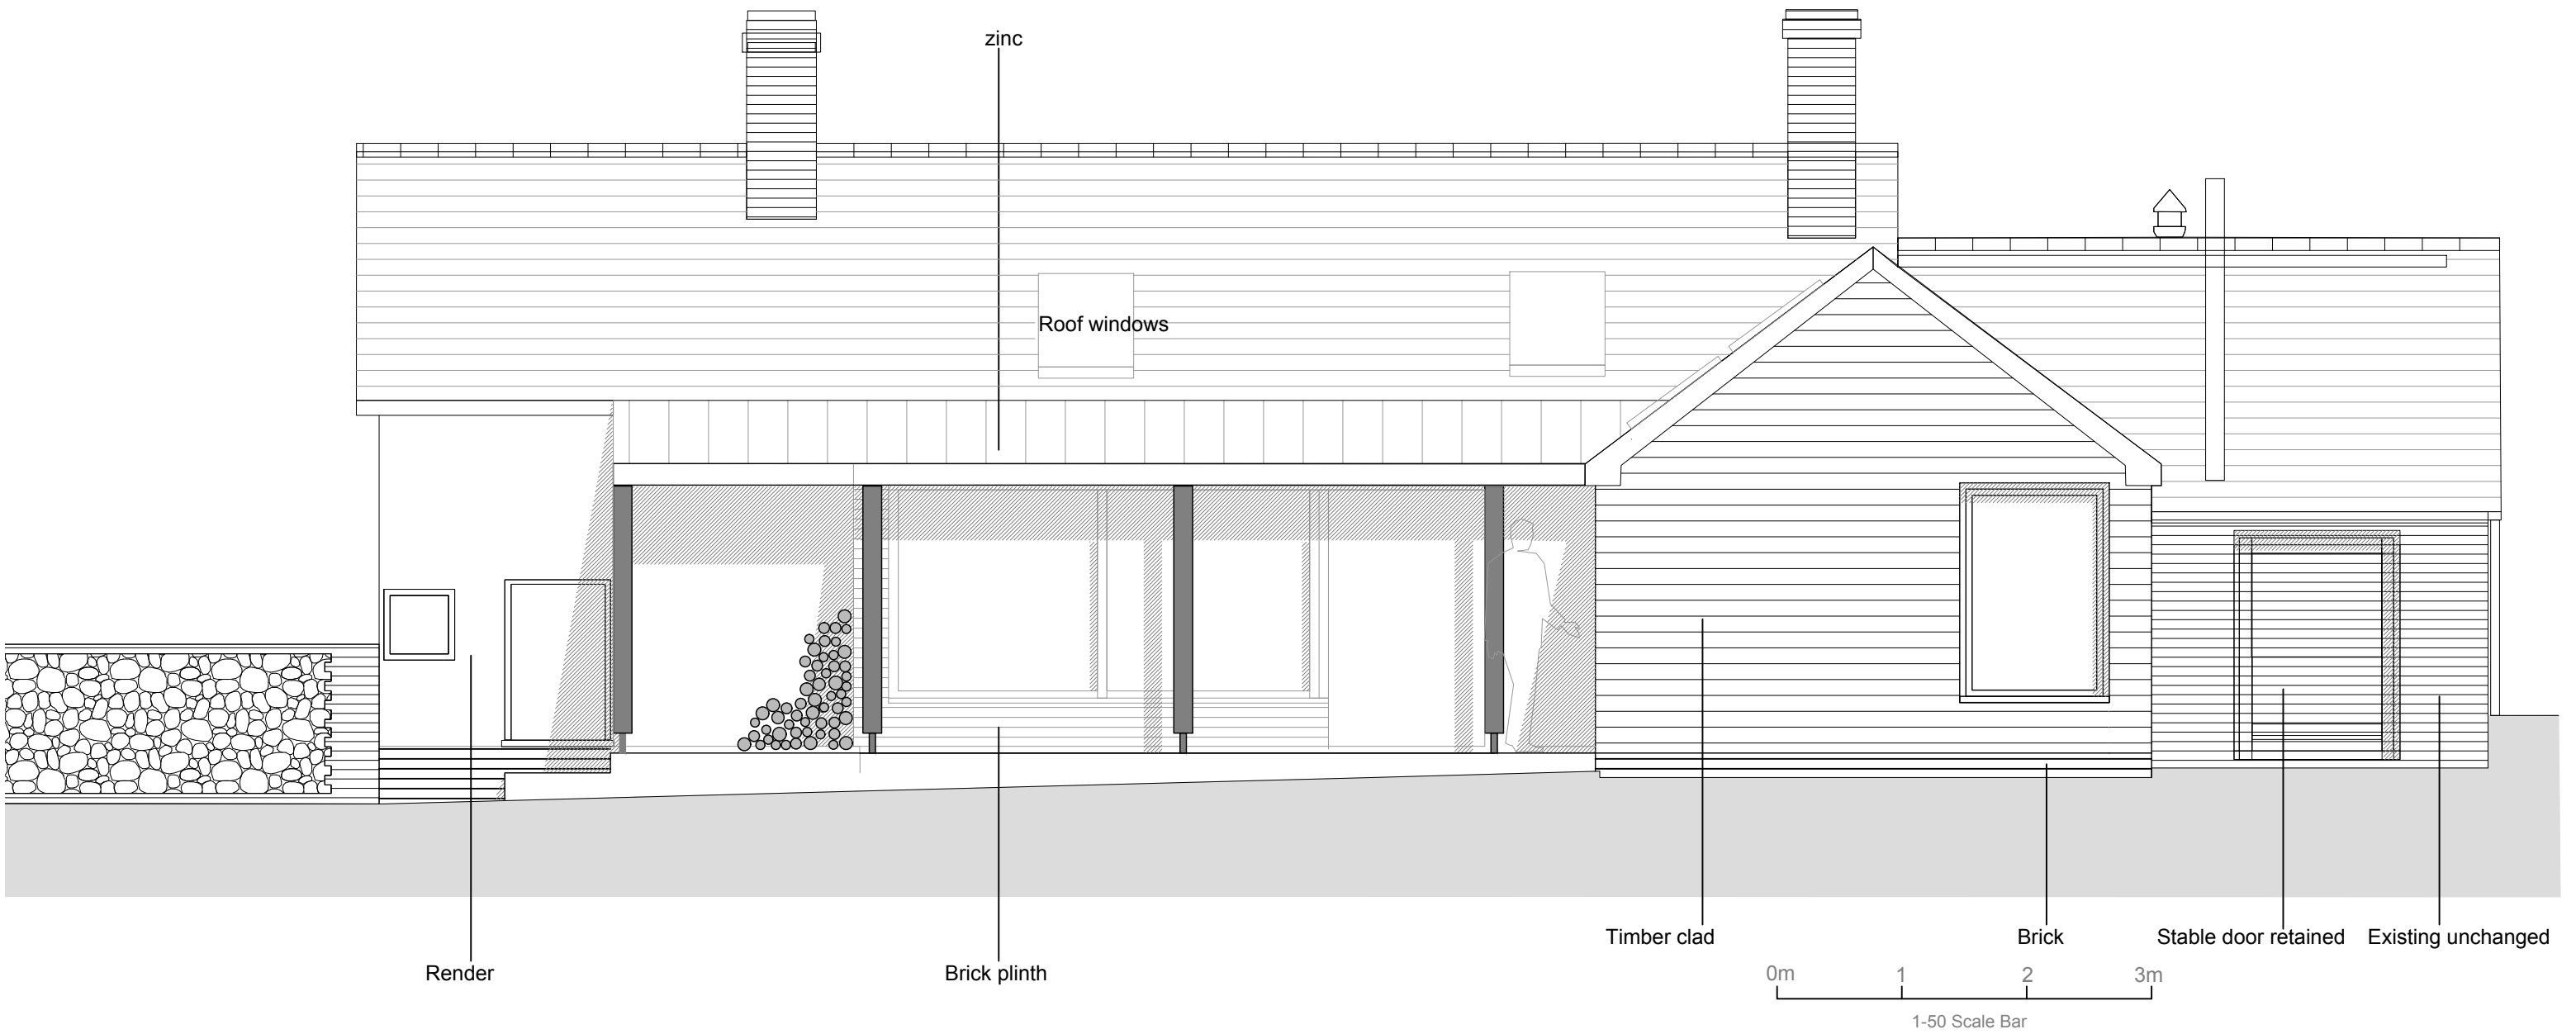 zinc
Roof windows
Timber clad
Brick
Stable door retained
Existing unchanged
Render
Brick plinth
0m 1 2 3m
1-50 Scale Bar